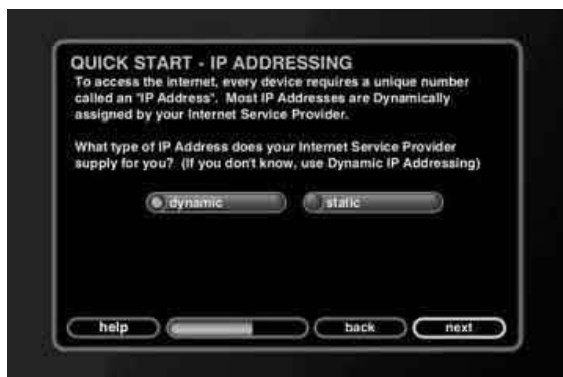 QUICK START - IP ADDRESSING
To access the internet, every device requires a unique number
called an "IP Address". Most IP Addresses are Dynamically
assigned by your Internet Service Provider.
What type of IP Address does your Internet Service Provider
supply for you? (If you don't know, use Dynamic IP Addressing)
dynamic static
help back next